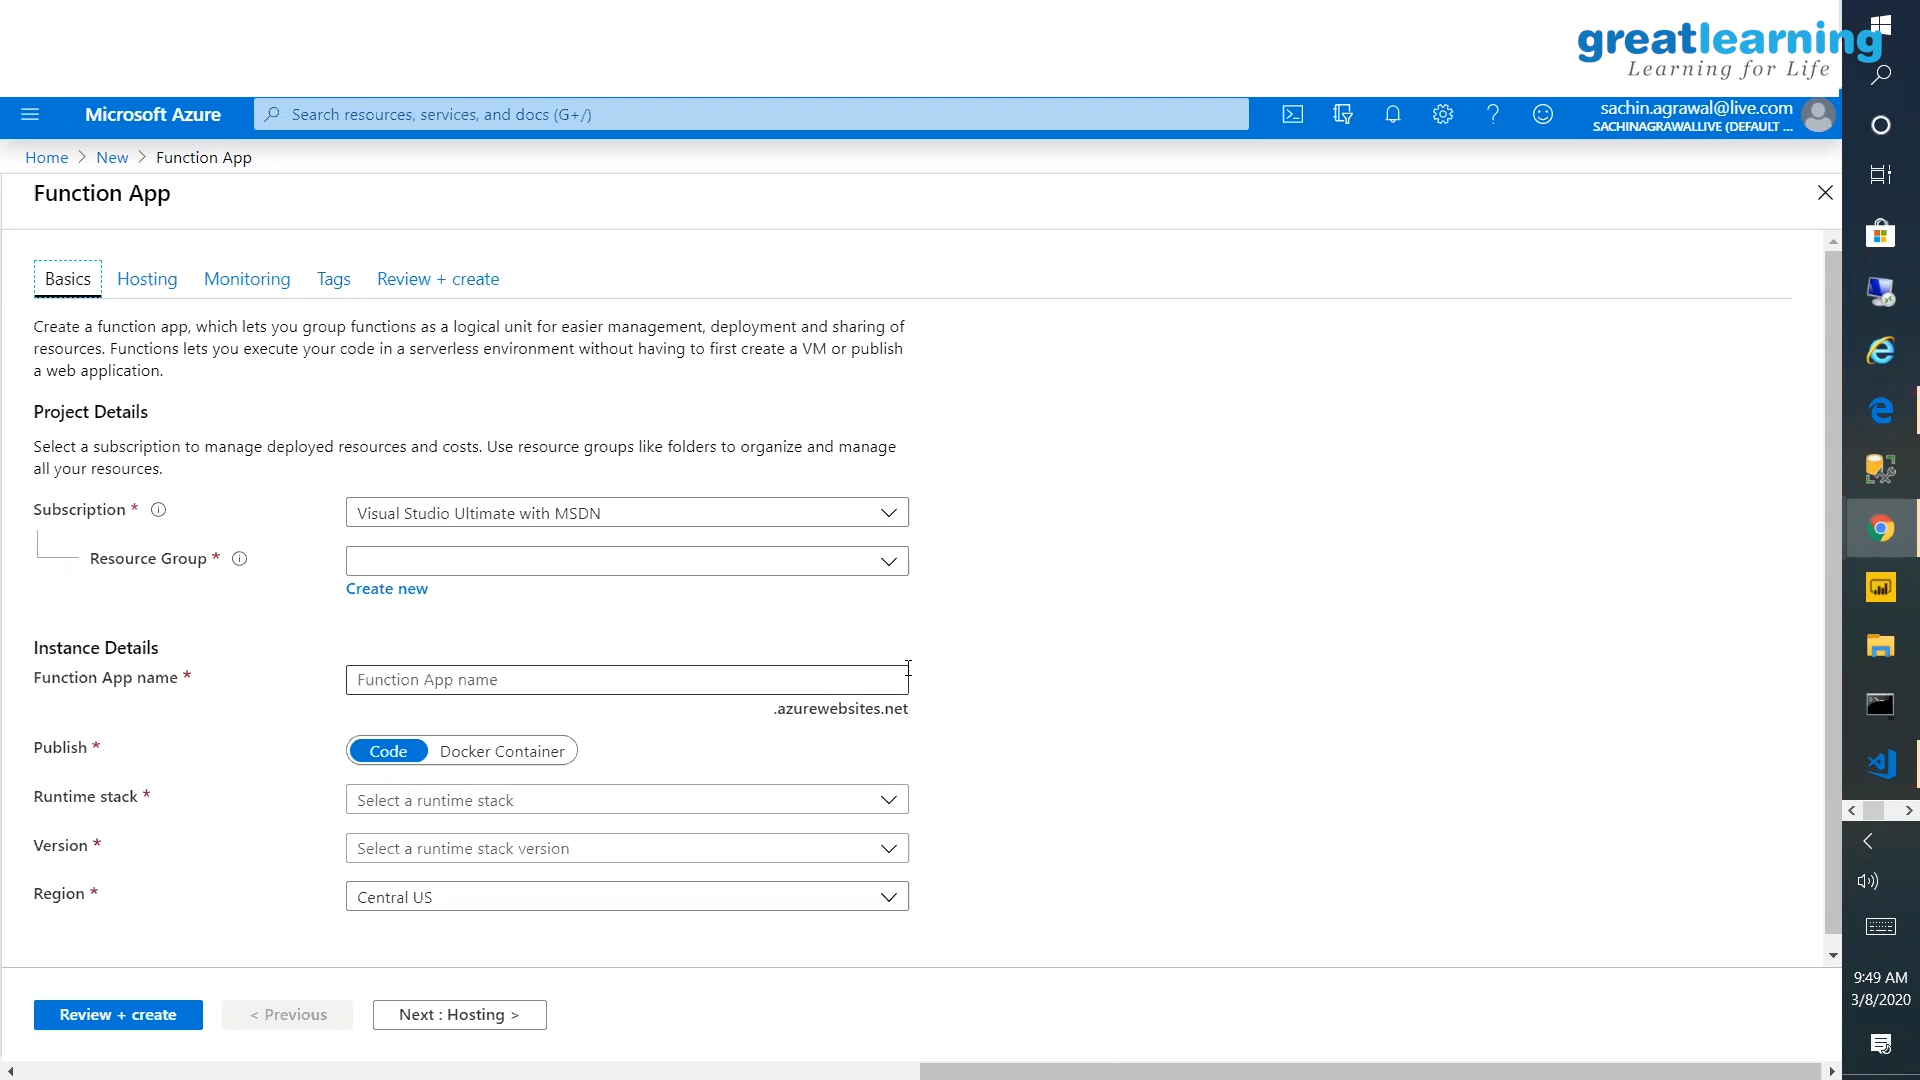 greatlearning
Learning for Life
Microsoft Azure
Search resources, services, and docs (G+/)
sachin.agrawal@live.com
SACHINAGRAWALLIVE (DEFAULT ...
Home > New > Function App
Function App
Basics Hosting Monitoring Tags Review + create
Create a function app, which lets you group functions as a logical unit for easier management, deployment and sharing of
resources. Functions lets you execute your code in a serverless environment without having to first create a VM or publish
a web application.
Project Details
Select a subscription to manage deployed resources and costs. Use resource groups like folders to organize and manage
all your resources.
Subscription * Visual Studio Ultimate with MSDN
Resource Group *
Create new
Instance Details
Function App name * Function App name
.azurewebsites.net
Publish * Code Docker Container
Runtime stack * Select a runtime stack
Version * Select a runtime stack version
Region * Central US
Review + create < Previous Next : Hosting >
9:49 AM
3/8/2020